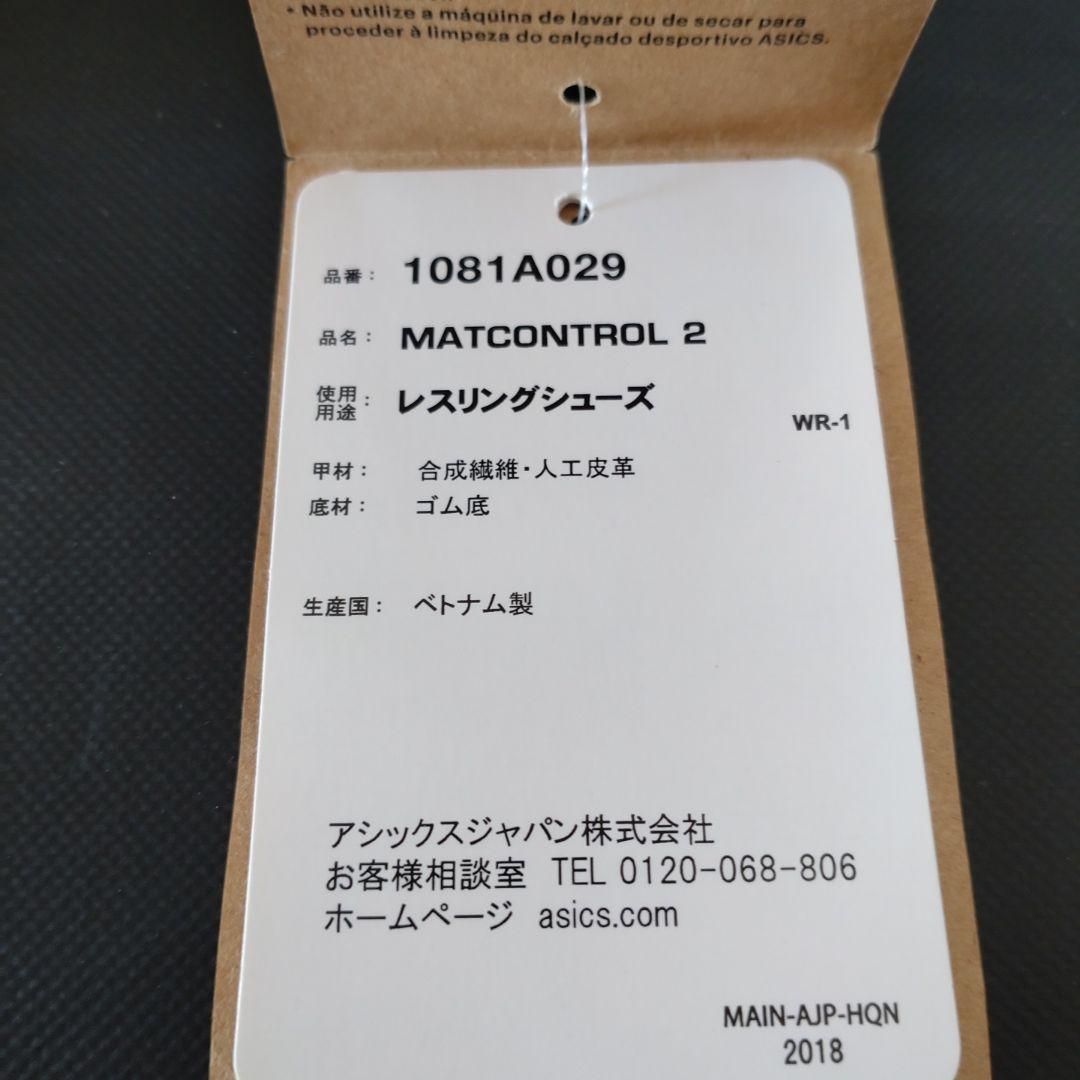 * Não utilize a máquina de lavar ou de secar para
proceder à limpeza do calçado desportivo ASICS.
品番： 1081A029
品名： MATCONTROL 2
使用用途： レスリングシューズ
WR-1
甲材： 合成繊維・人工皮革
底材： ゴム底
生産国： ベトナム製
アシックスジャパン株式会社
お客様相談室 TEL 0120-068-806
ホームページ asics.com
MAIN-AJP-HQN
2018